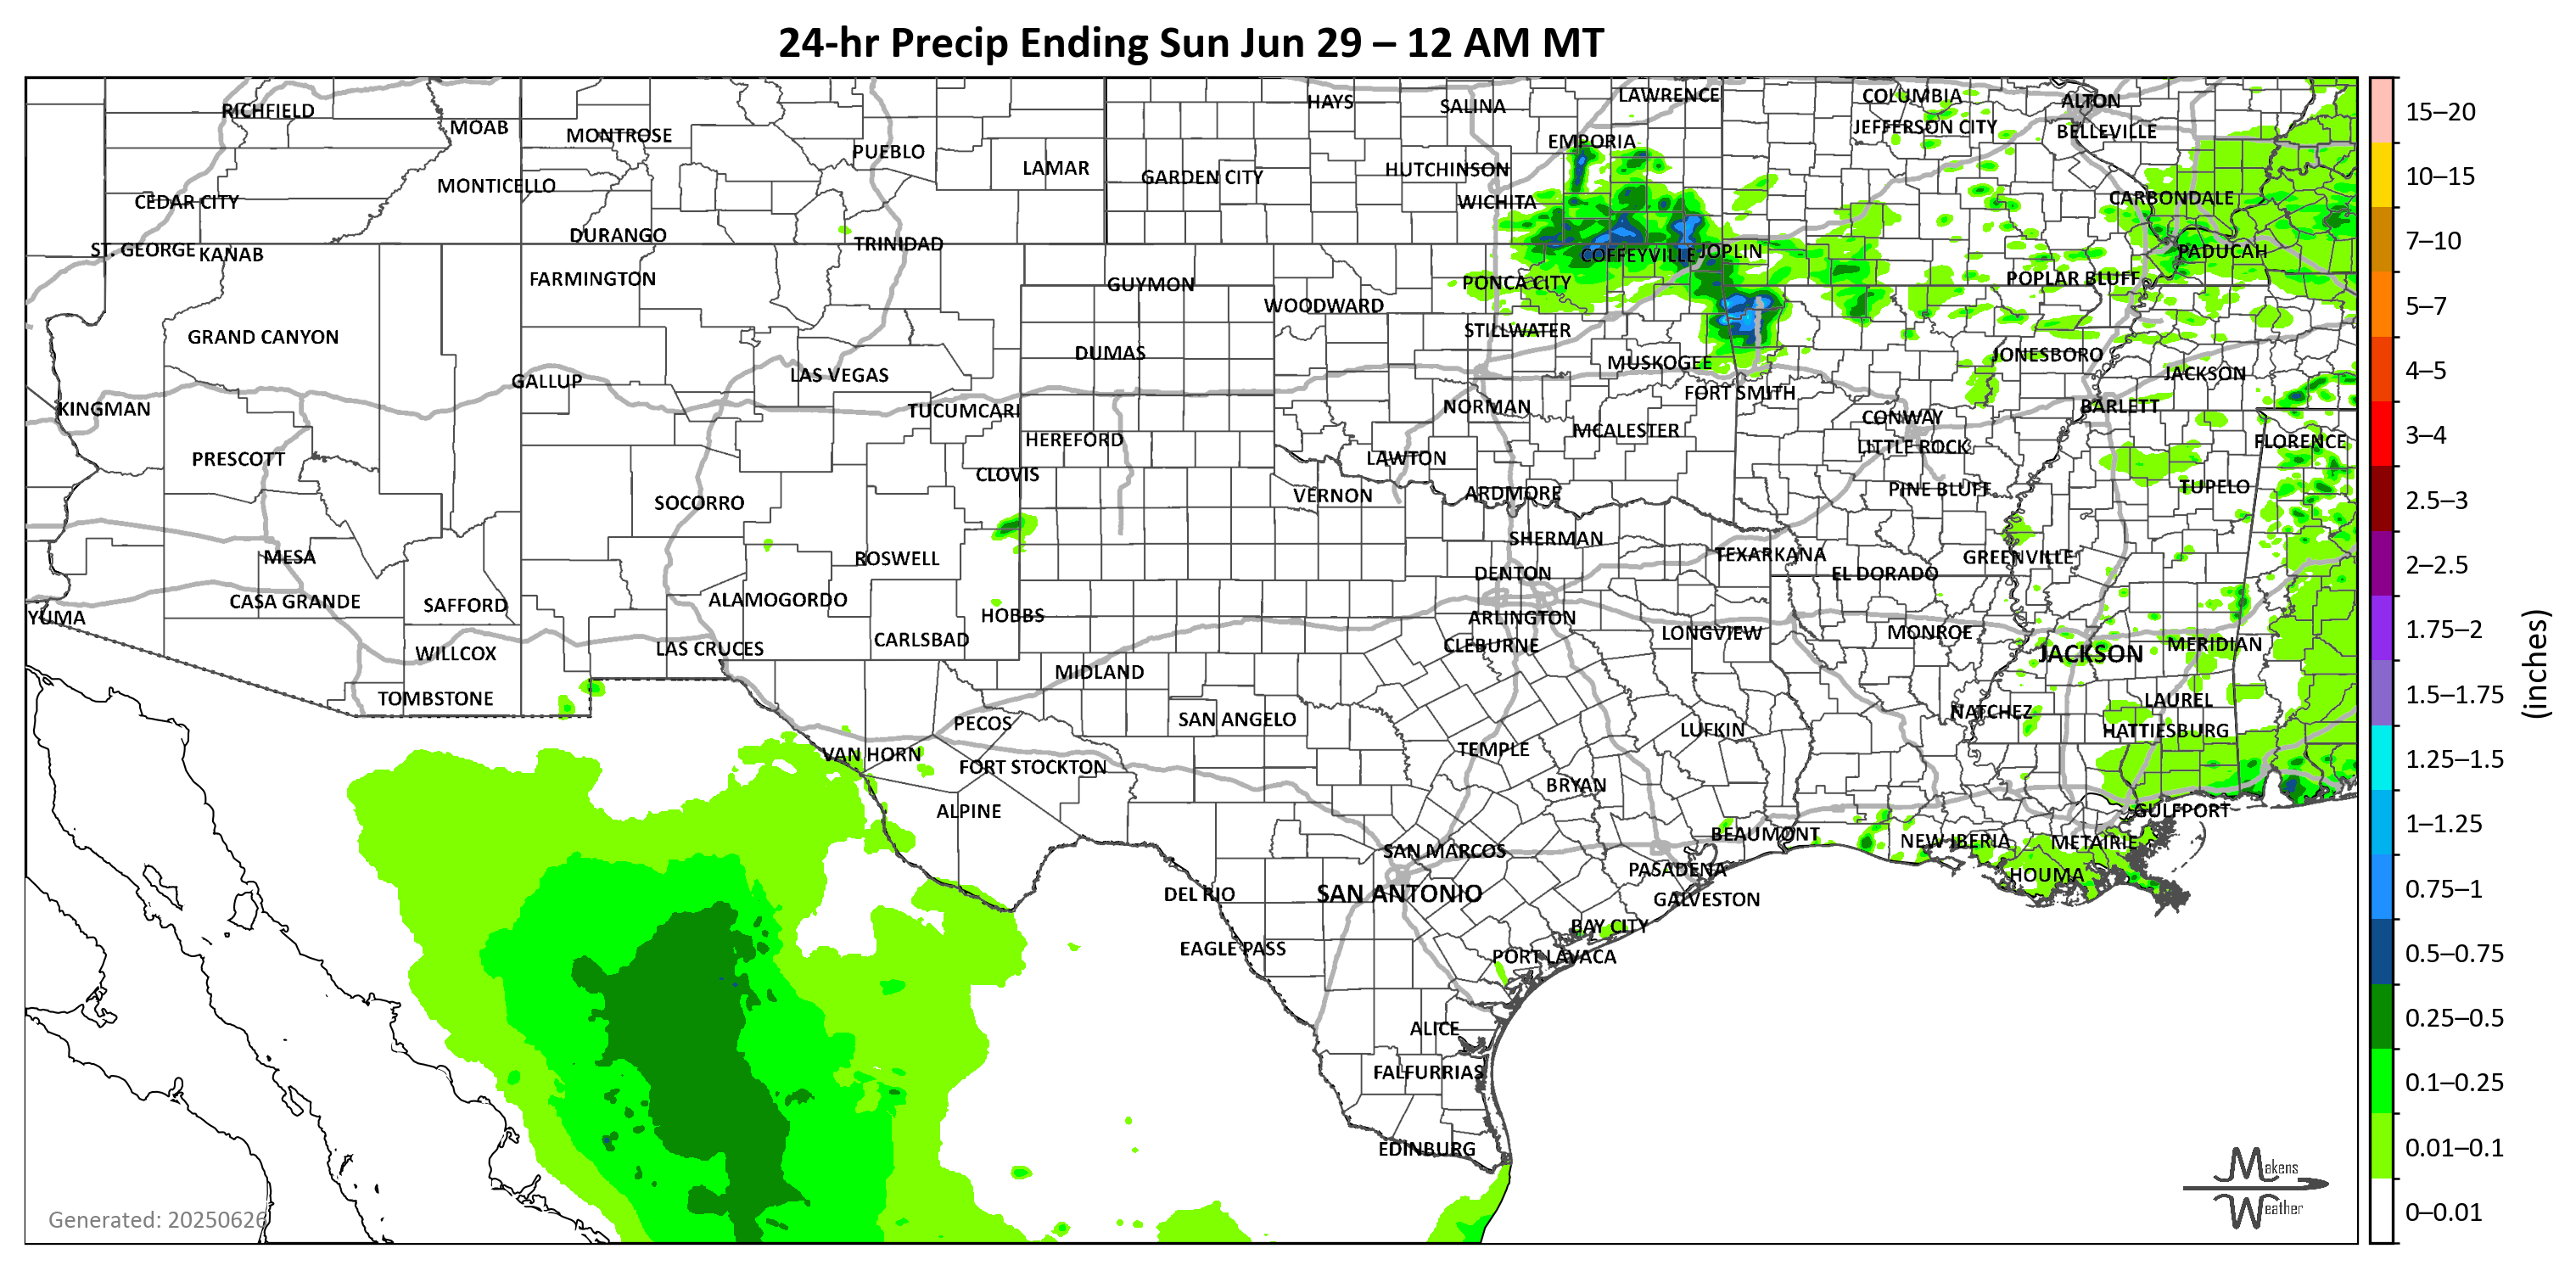 24-hr Precip Ending Sun Jun 29 – 12 AM MT
RICHFIELD
MOAB
MONTROSE
PUEBLO
LAMAR
HAYS
SALINA
LAWRENCE
COLUMBIA
ALTON
EMPORIA
JEFFERSON CITY
BELLEVILLE
CEDAR CITY
MONTICELLO
GARDEN CITY
HUTCHINSON
WICHITA
CARBONDALE
ST. GEORGE
KANAB
DURANGO
TRINIDAD
COFFEYVILLE
JOPLIN
PADUCAH
FARMINGTON
GUYMON
WOODWARD
PONCA CITY
POPLAR BLUFF
GRAND CANYON
DUMAS
STILLWATER
MUSKOGEE
JONESBORO
GALLUP
LAS VEGAS
JACKSON
KINGMAN
TUCUMCARI
NORMAN
FORT SMITH
CONWAY
BARLETT
PRESCOTT
HEREFORD
CLOVIS
LAWTON
MCALESTER
LITTLE ROCK
FLORENCE
SOCORRO
VERNON
ARDMORE
PINE BLUFF
TUPELO
MESA
ROSWELL
SHERMAN
TEXARKANA
GREENVILLE
DENTON
EL DORADO
YUMA
CASA GRANDE
SAFFORD
ALAMOGORDO
HOBBS
ARLINGTON
WILLCOX
LAS CRUCES
CARLSBAD
CLEBURNE
LONGVIEW
MONROE
JACKSON
MERIDIAN
TOMBSTONE
MIDLAND
PECOS
SAN ANGELO
NATCHEZ
LAUREL
VAN HORN
FORT STOCKTON
TEMPLE
LUFKIN
HATTIESBURG
ALPINE
BRYAN
GULFPORT
SAN MARCOS
BEAUMONT
NEW IBERIA
METAIRIE
DEL RIO
SAN ANTONIO
PASADENA
GALVESTON
HOUMA
EAGLE PASS
BAY CITY
PORT LAVACA
ALICE
FALFURRIAS
EDINBURG
Generated: 20250626
Makens
Weather
15–20
10–15
7–10
5–7
4–5
3–4
2.5–3
2–2.5
1.75–2
1.5–1.75
1.25–1.5
1–1.25
0.75–1
0.5–0.75
0.25–0.5
0.1–0.25
0.01–0.1
0–0.01
(inches)